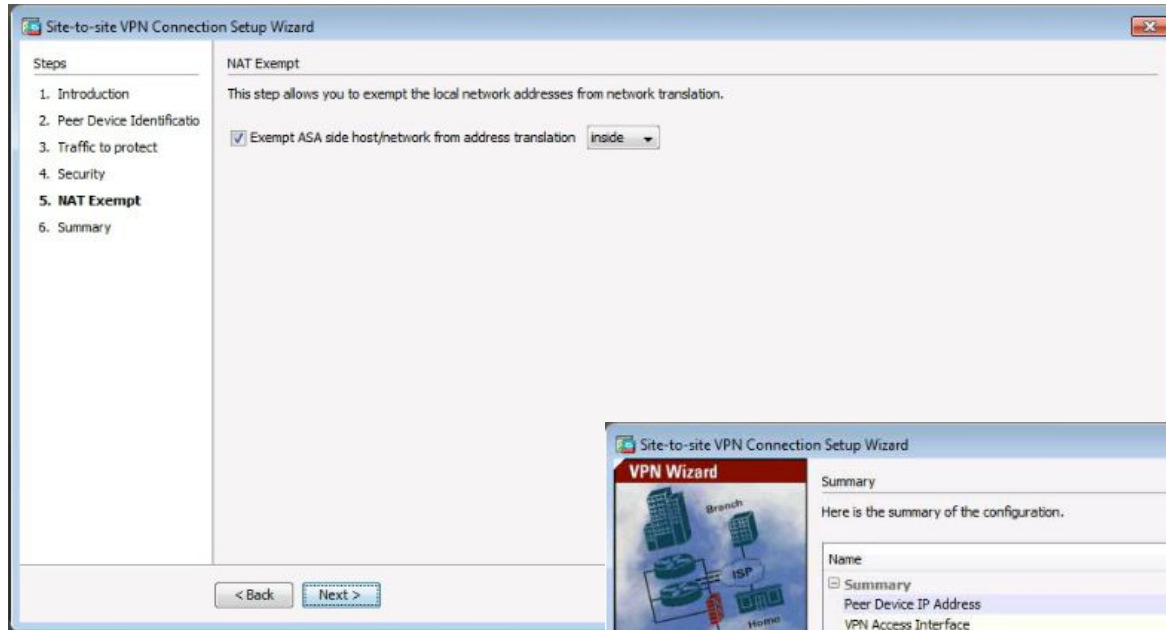 Site-to-site VPN Connection Setup Wizard
Steps
1. Introduction
2. Peer Device Identificatio
3. Traffic to protect
4. Security
5. NAT Exempt
6. Summary
NAT Exempt
This step allows you to exempt the local network addresses from network translation.
Exempt ASA side host/network from address translation inside
< Back Next >
Site-to-site VPN Connection Setup Wizard
VPN Wizard
Branch
ISP
Home
Summary
Here is the summary of the configuration.
Name
Summary
Peer Device IP Address
VPN Access Interface